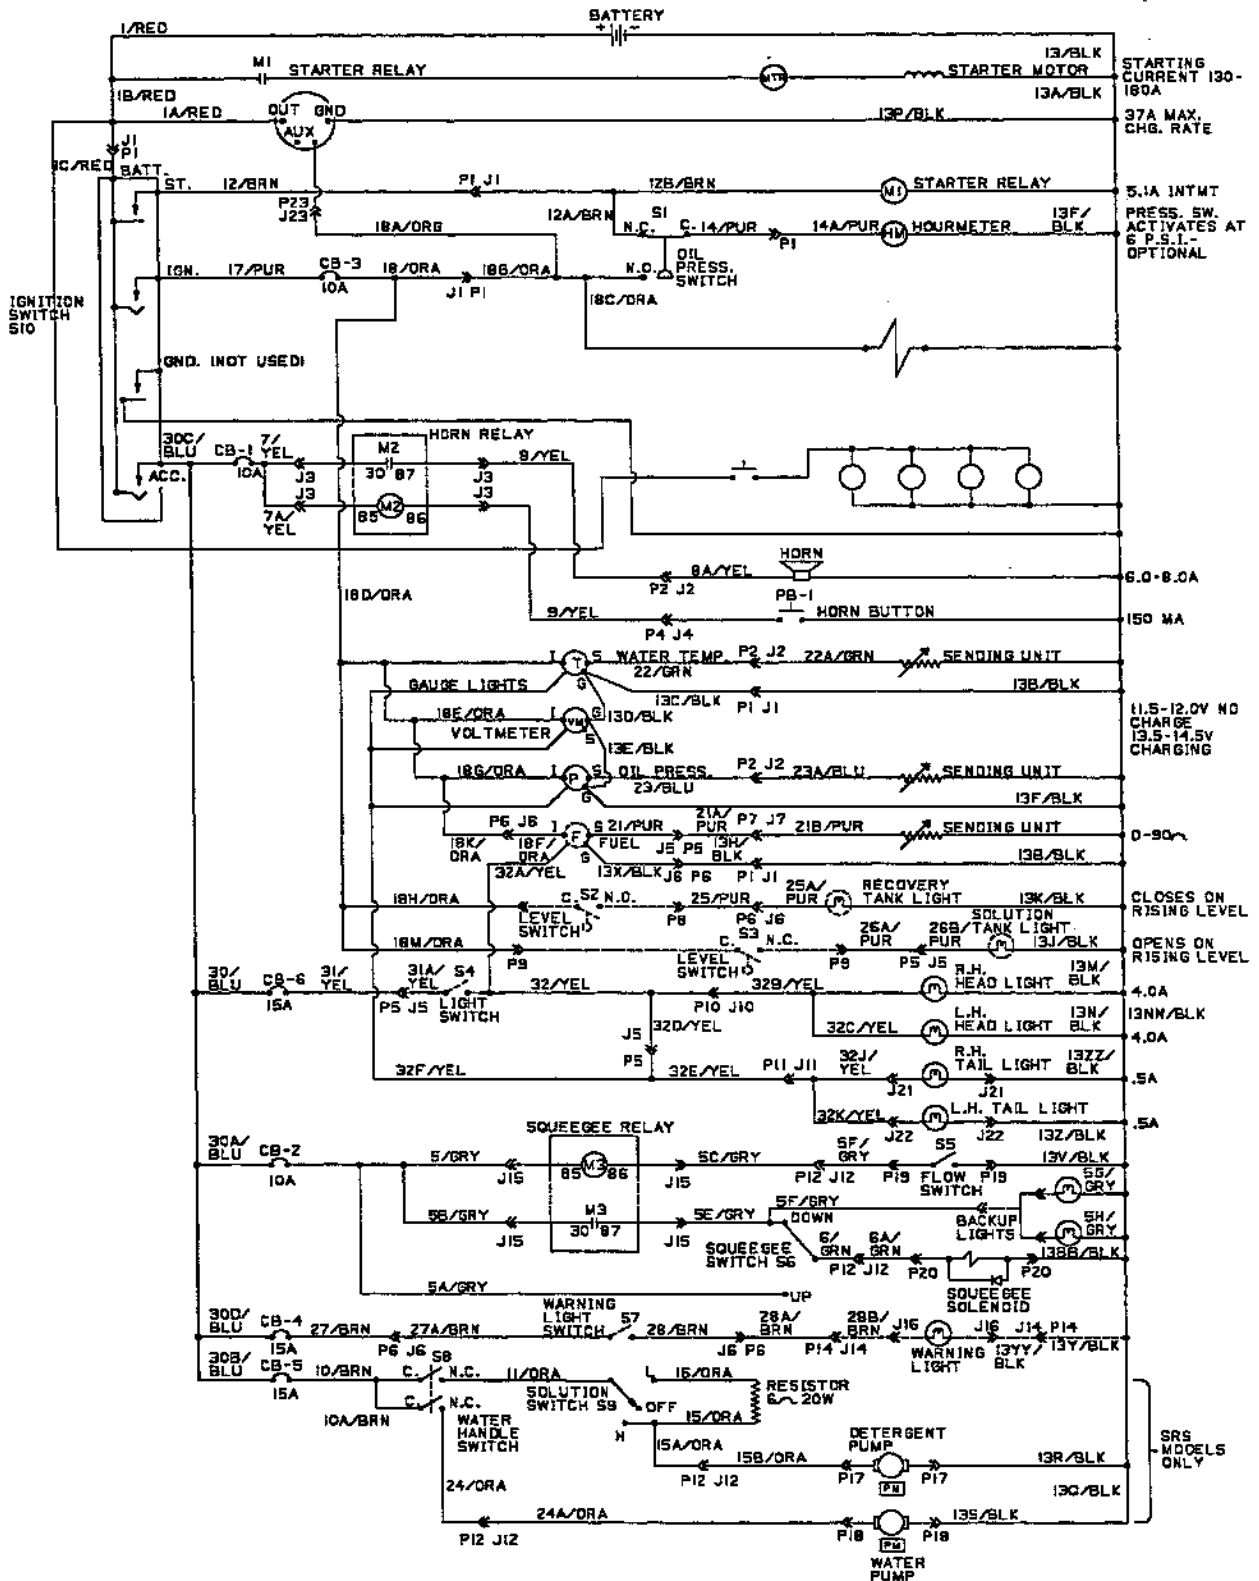 BATTERY
+ -
1/RED
13/BLK
M1
STARTER RELAY
MTR
STARTER MOTOR
STARTING
CURRENT 130-
180A
1B/RED
13A/BLK
1A/RED
OUT GND
AUX
13P/BLK
37A MAX.
CHG. RATE
J1
P1
1C/RED
BATT.
ST.
12/BRN
P1 J1
12B/BRN
M1
STARTER RELAY
5.1A INTMT
P23
J23
12A/BRN
S1
N.C.
C.
14/PUR
P1
14A/PUR
HM
HOURMETER
13F/
BLK
PRESS. SW.
ACTIVATES AT
6 P.S.I.-
OPTIONAL
18A/ORG
IGN.
17/PUR
CB-3
10A
18/ORA
J1 P1
18B/ORA
N.O.
OIL
PRESS.
SWITCH
18C/ORA
IGNITION
SWITCH
S10
GND. (NOT USED)
30C/
BLU
CB-1
10A
7/
YEL
HORN RELAY
M2
30 87
J3
J3
8/YEL
ACC.
J3
J3
7A/
YEL
85
M2
86
HORN
8A/YEL
P2 J2
6.0-8.0A
18D/ORA
PB-1
9/YEL
P4 J4
HORN BUTTON
150 MA
I
T
S
WATER TEMP.
22/GRN
P2 J2
22A/GRN
SENDING UNIT
G
GAUGE LIGHTS
13C/BLK
P1 J1
13B/BLK
18E/ORA
I
VM
G
S
13D/BLK
VOLTMETER
13E/BLK
11.5-12.0V NO
CHARGE
13.5-14.5V
CHARGING
18G/ORA
I
P
S
OIL PRESS.
23/BLU
P2 J2
23A/BLU
SENDING UNIT
G
13F/BLK
P6 J6
18K/
ORA
18F/
ORA
I
F
S
21/PUR
FUEL
J5 P5
21A/
PUR
P7 J7
21B/PUR
SENDING UNIT
0-90
G
32A/YEL
13X/BLK
J6 P6
13H/
BLK
P1 J1
13B/BLK
18H/ORA
C.
S2
N.O.
LEVEL
SWITCH
P8
25/PUR
P6 J6
25A/
PUR
RECOVERY
TANK LIGHT
13K/BLK
CLOSES ON
RISING LEVEL
18M/ORA
P9
S3
C.
N.C.
LEVEL
SWITCH
P9
26A/
PUR
P5 J5
26B/
PUR
SOLUTION
TANK LIGHT
13J/BLK
OPENS ON
RISING LEVEL
30/
BLU
CB-6
15A
31/
YEL
P5 J5
31A/
YEL
S4
LIGHT
SWITCH
32/YEL
P10 J10
32B/YEL
R.H.
HEAD LIGHT
13M/
BLK
4.0A
J5
P5
32D/YEL
32C/YEL
L.H.
HEAD LIGHT
13N/
BLK
13NN/BLK
4.0A
32F/YEL
32E/YEL
P11 J11
32J/
YEL
J21
R.H.
TAIL LIGHT
J21
13ZZ/
BLK
.5A
32K/YEL
J22
L.H. TAIL LIGHT
J22
13Z/BLK
.5A
SQUEEGEE RELAY
30A/
BLU
CB-2
10A
5/GRY
J15
85
M3
86
J15
5C/GRY
P12 J12
5F/
GRY
P19
S5
FLOW
SWITCH
P19
13V/BLK
5B/GRY
J15
M3
30 87
J15
5E/GRY
5F/GRY
DOWN
BACKUP
LIGHTS
5G/
GRY
5H/
GRY
SQUEEGEE
SWITCH S6
6/
GRN
P12 J12
6A/
GRN
P20
SQUEEGEE
SOLENOID
P20
13BB/BLK
5A/GRY
UP
30D/
BLU
CB-4
15A
27/BRN
P6 J6
27A/BRN
WARNING
LIGHT
SWITCH
S7
28/BRN
J6 P6
28A/
BRN
P14 J14
28B/
BRN
J16
WARNING
LIGHT
J16
13YY/
BLK
J14 P14
13Y/BLK
30B/
BLU
CB-5
15A
10/BRN
S8
C.
N.C.
11/ORA
SOLUTION
SWITCH S9
L
OFF
H
16/ORA
RESISTOR
6 20W
15/ORA
10A/BRN
C.
N.C.
WATER
HANDLE
SWITCH
15A/ORA
P12 J12
15B/ORA
DETERGENT
PUMP
P17
PM
P17
13R/BLK
SRS
MODELS
ONLY
24/ORA
P12 J12
24A/ORA
13Q/BLK
P18
PM
P18
13S/BLK
WATER
PUMP